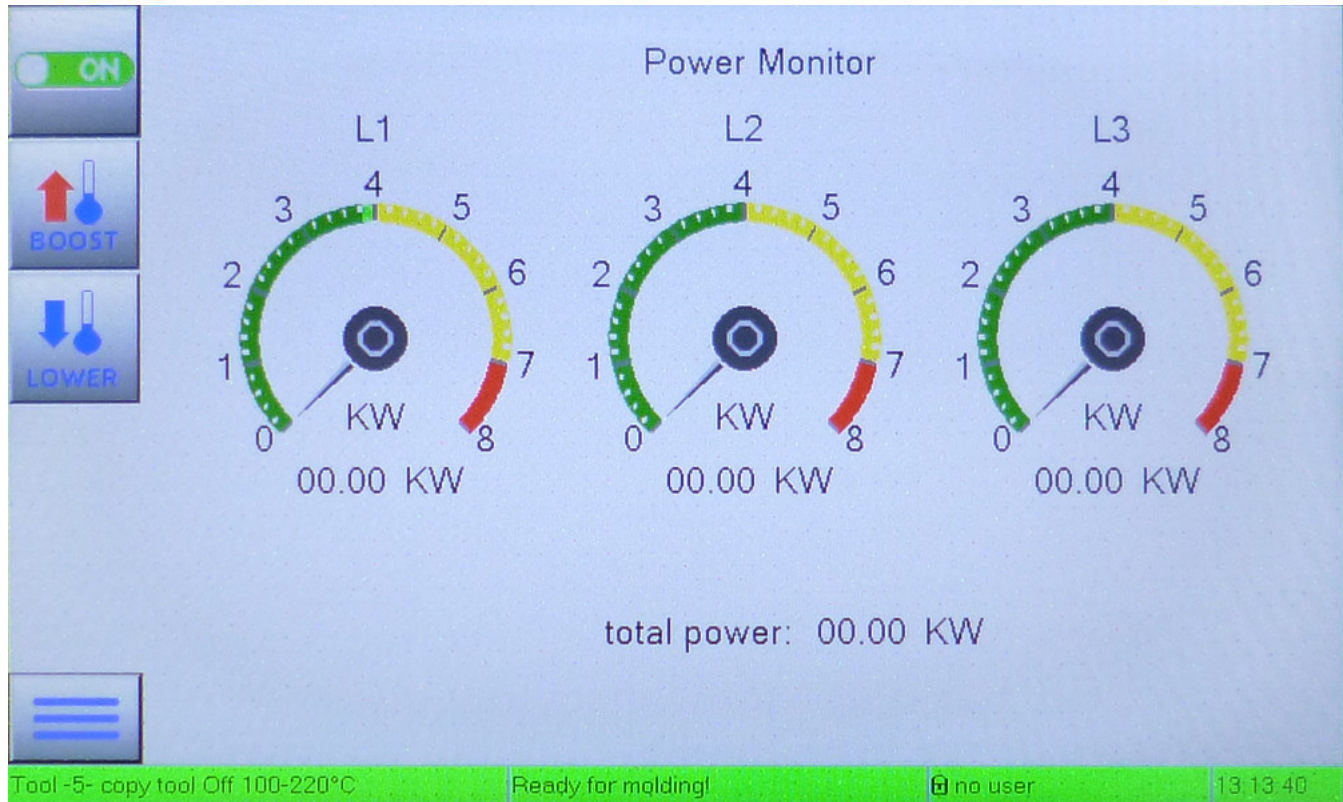 ON
Power Monitor
L1 L2 L3
BOOST
LOWER
0 1 2 3 4 5 6 7 8
0 1 2 3 4 5 6 7 8
0 1 2 3 4 5 6 7 8
KW KW KW
00.00 KW 00.00 KW 00.00 KW
total power: 00.00 KW
Tool -5- copy tool Off 100-220°C Ready for molding! no user 13:13:40